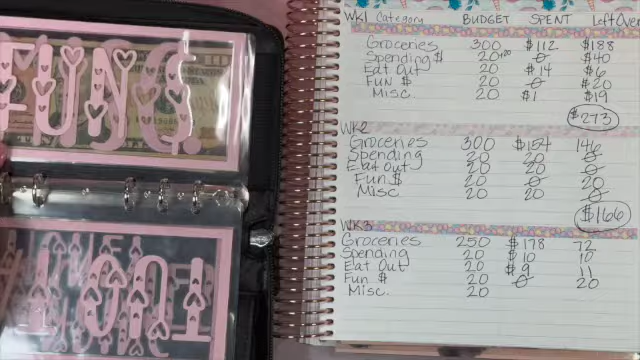 FUN $
WK1 Category BUDGET SPENT Left Over
Groceries 300 $112 $188
Spending $ 20+20 0 $40
Eat Out 20 $14 $6
FUN $ 20 0 $20
Misc 20 $1 $19
$273
WK2
Groceries 300 $154 146
Spending 20 20 0
Eat Out 20 20 0
Fun $ 20 0 20
Misc 20 20 0
$166
WK3
Groceries 250 $178 72
Spending 20 $10 10
Eat Out 20 $9 11
Fun $ 20 0 20
Misc. 20